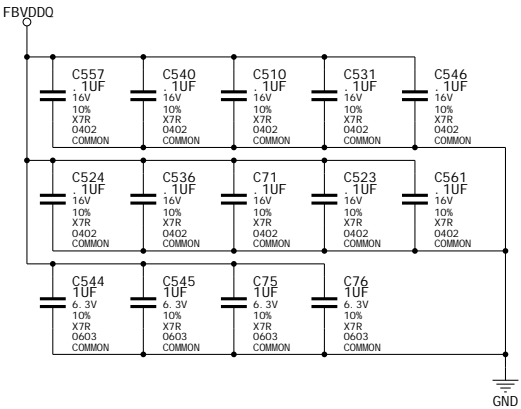 FBVDDQ
C557
.1UF
16V
10%
X7R
0402
COMMON
C540
.1UF
16V
10%
X7R
0402
COMMON
C510
.1UF
16V
10%
X7R
0402
COMMON
C531
.1UF
16V
10%
X7R
0402
COMMON
C546
.1UF
16V
10%
X7R
0402
COMMON
C524
.1UF
16V
10%
X7R
0402
COMMON
C536
.1UF
16V
10%
X7R
0402
COMMON
C71
.1UF
16V
10%
X7R
0402
COMMON
C523
.1UF
16V
10%
X7R
0402
COMMON
C561
.1UF
16V
10%
X7R
0402
COMMON
C544
1UF
6.3V
10%
X7R
0603
COMMON
C545
1UF
6.3V
10%
X7R
0603
COMMON
C75
1UF
6.3V
10%
X7R
0603
COMMON
C76
1UF
6.3V
10%
X7R
0603
COMMON
GND